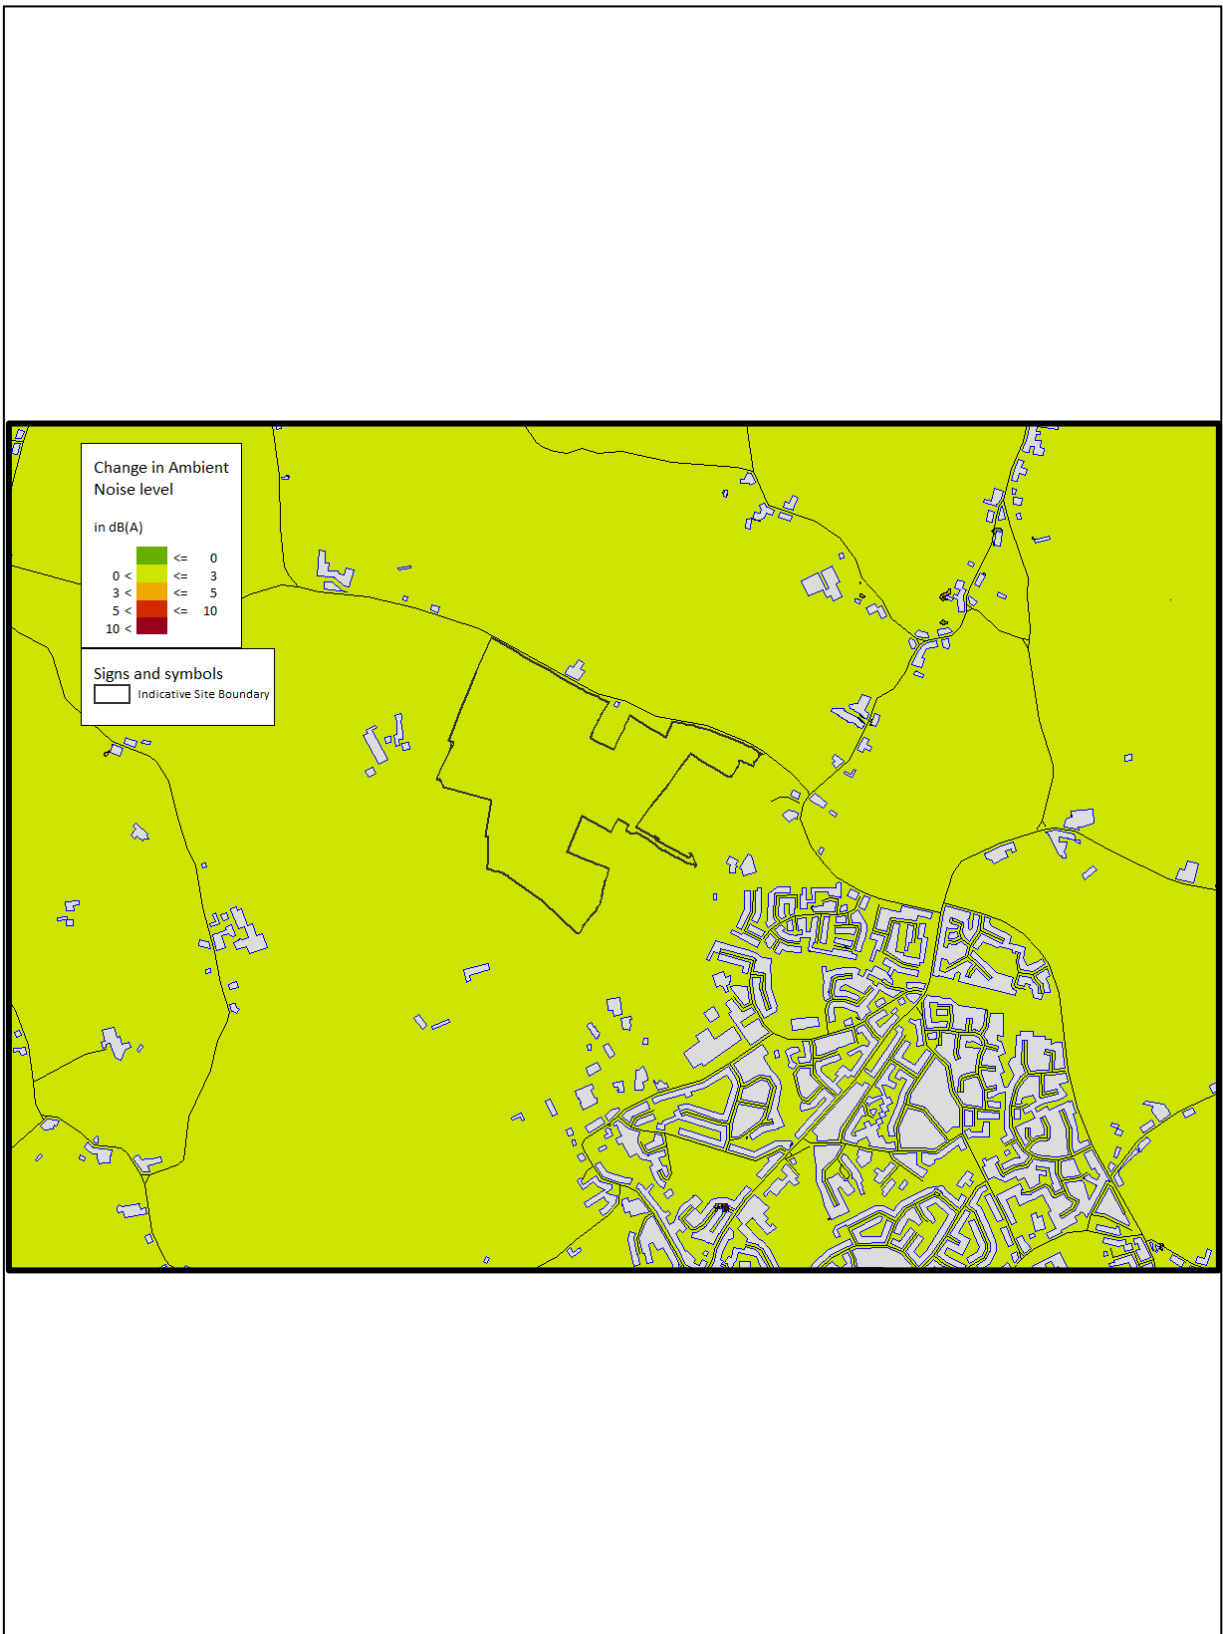 Change in Ambient
Noise level
in dB(A)
<= 0
0 < <= 3
3 < <= 5
5 < <= 10
10 <
Signs and symbols
Indicative Site Boundary